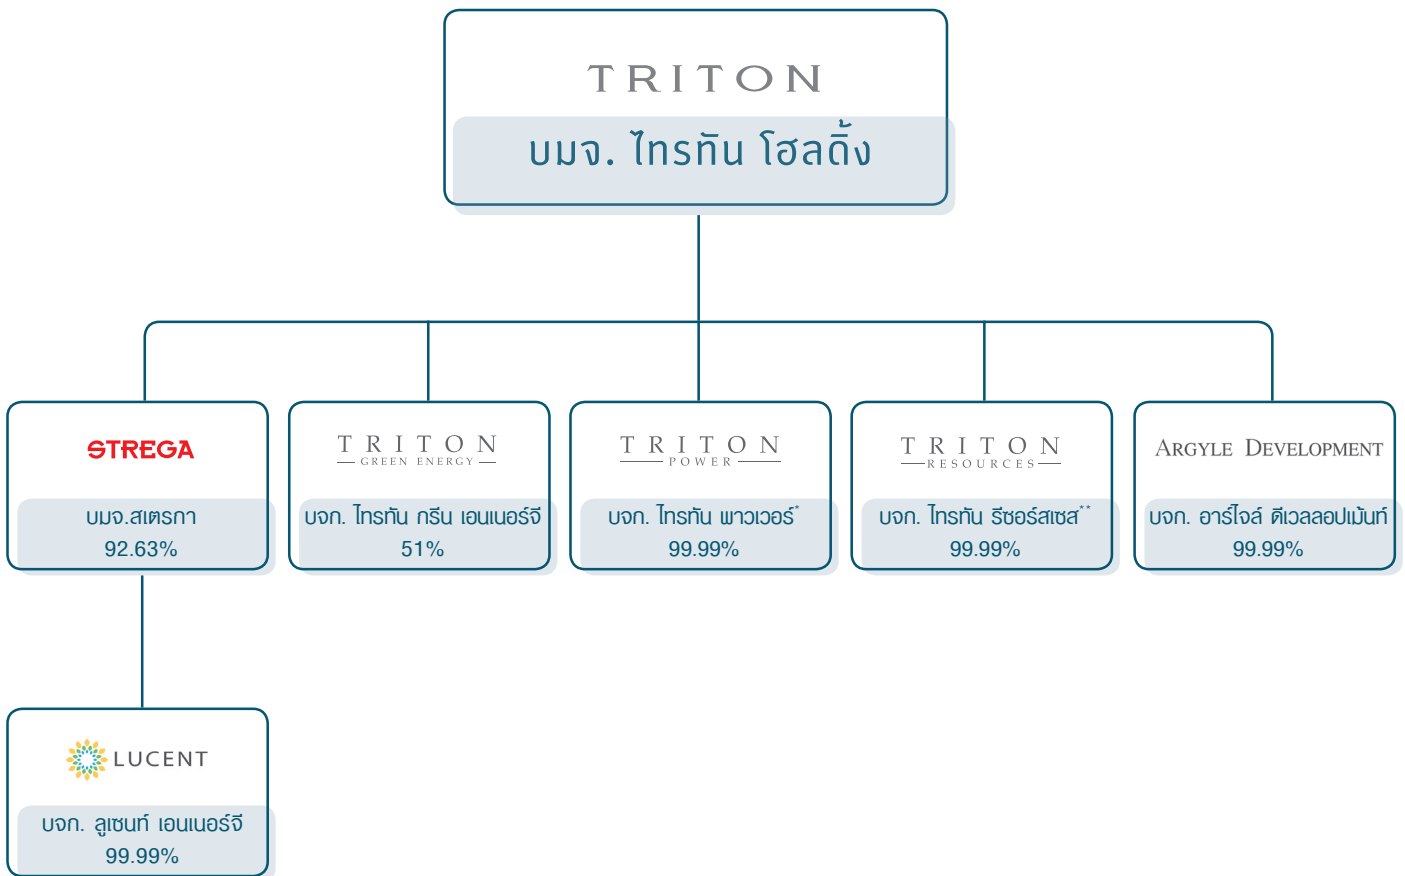 TRITON
บมจ. ไทรทัน โฮลดิ้ง
STREGA
บมจ.สเตรกา
92.63%
TRITON
GREEN ENERGY
บจก. ไทรทัน กรีน เอนเนอร์จี
51%
TRITON
POWER
บจก. ไทรทัน พาวเวอร์*
99.99%
TRITON
RESOURCES
บจก. ไทรทัน รีซอร์สเซส**
99.99%
ARGYLE DEVELOPMENT
บจก. อาร์ไจล์ ดีเวลลอปเม้นท์
99.99%
LUCENT
บจก. ลูเซนท์ เอนเนอร์จี
99.99%